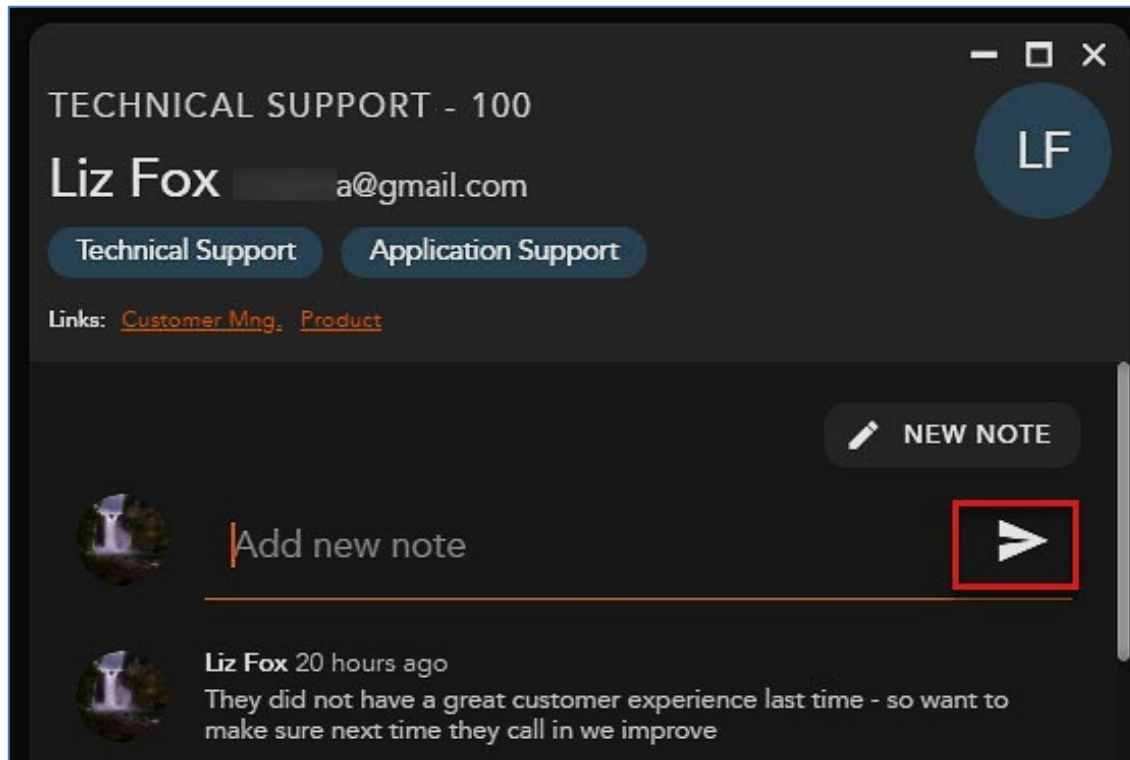 TECHNICAL SUPPORT - 100
LF
Liz Fox a@gmail.com
Technical Support Application Support
Links: Customer Mng. Product
NEW NOTE
Add new note
Liz Fox 20 hours ago
They did not have a great customer experience last time - so want to
make sure next time they call in we improve